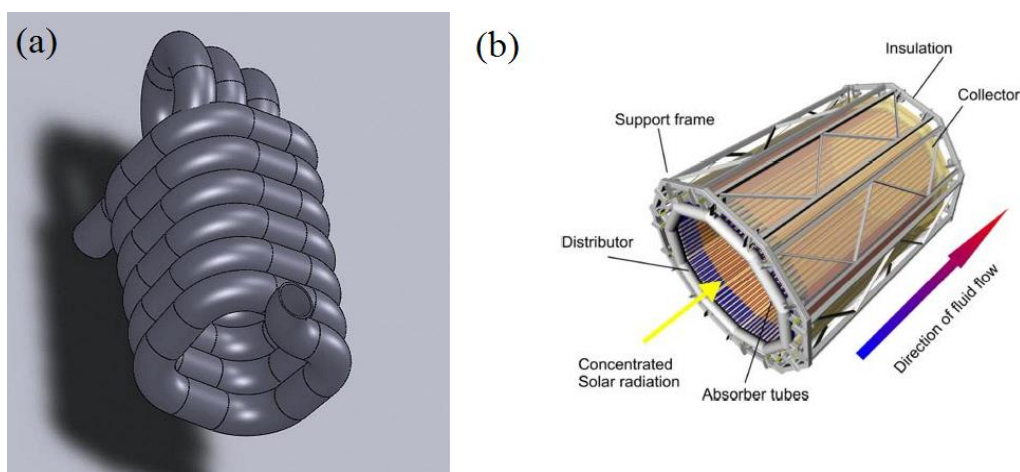 (a)
(b)
Insulation
Collector
Support frame
Distributor
Concentrated
Solar radiation
Absorber tubes
Direction of fluid flow